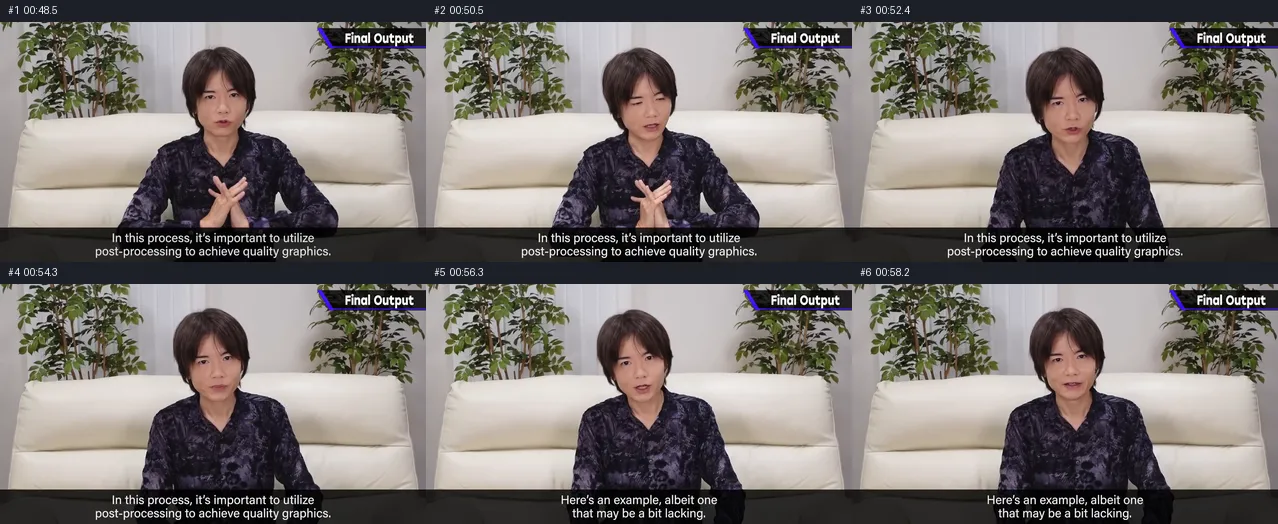 #1 00:48.5
Final Output
In this process, it's important to utilize
post-processing to achieve quality graphics.
#2 00:50.5
Final Output
In this process, it's important to utilize
post-processing to achieve quality graphics.
#3 00:52.4
Final Output
In this process, it's important to utilize
post-processing to achieve quality graphics.
#4 00:54.3
Final Output
In this process, it's important to utilize
post-processing to achieve quality graphics.
#5 00:56.3
Final Output
Here's an example, albeit one
that may be a bit lacking.
#6 00:58.2
Final Output
Here's an example, albeit one
that may be a bit lacking.